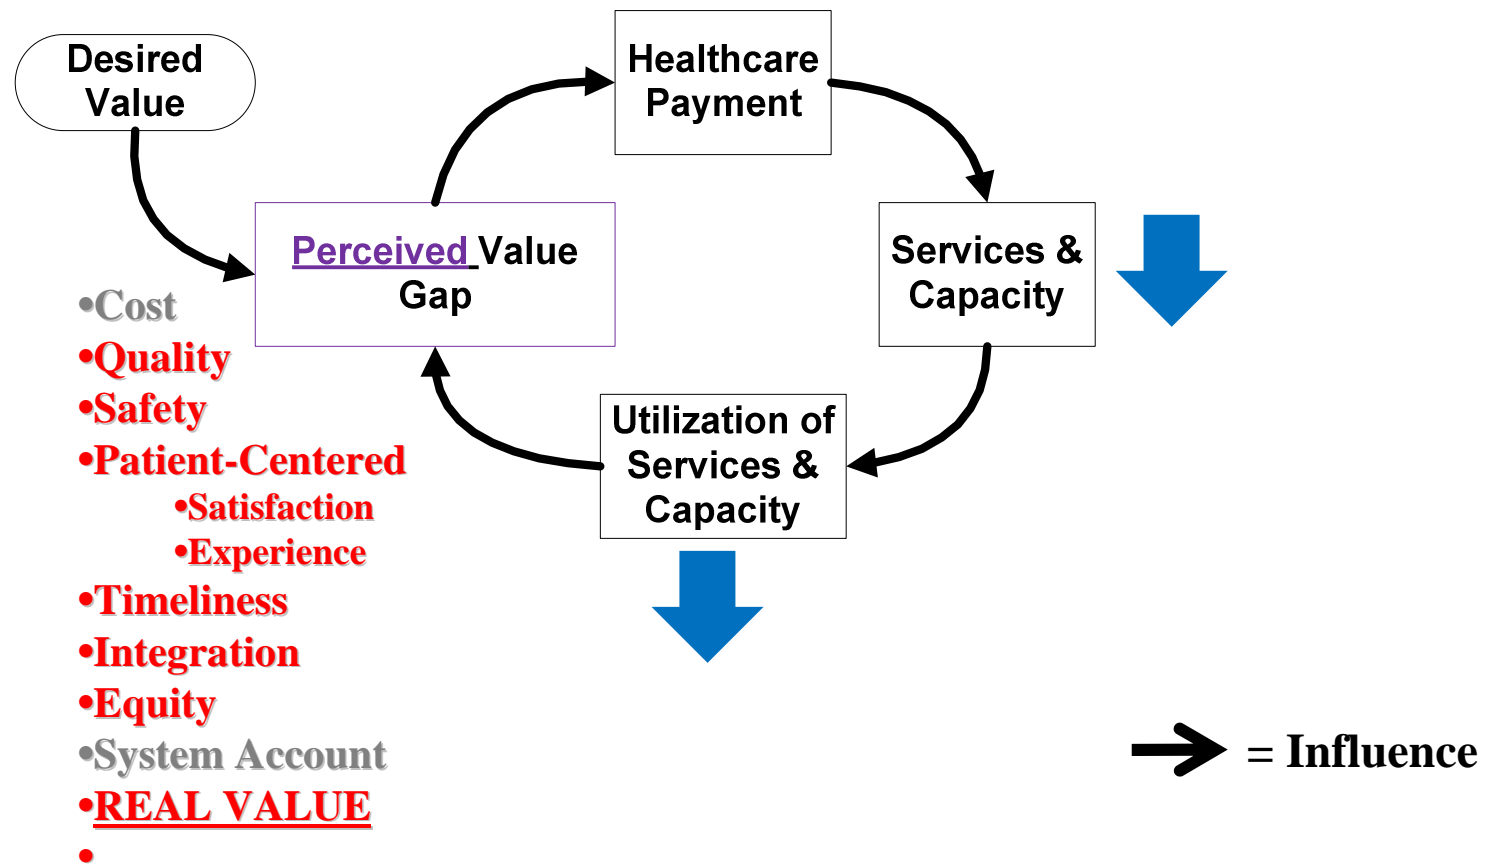 Desired
Value
Healthcare
Payment
Perceived Value
Gap
Services &
Capacity
Utilization of
Services &
Capacity
•Cost
•Quality
•Safety
•Patient-Centered
•Satisfaction
•Experience
•Timeliness
•Integration
•Equity
•System Account
•REAL VALUE
•
= Influence